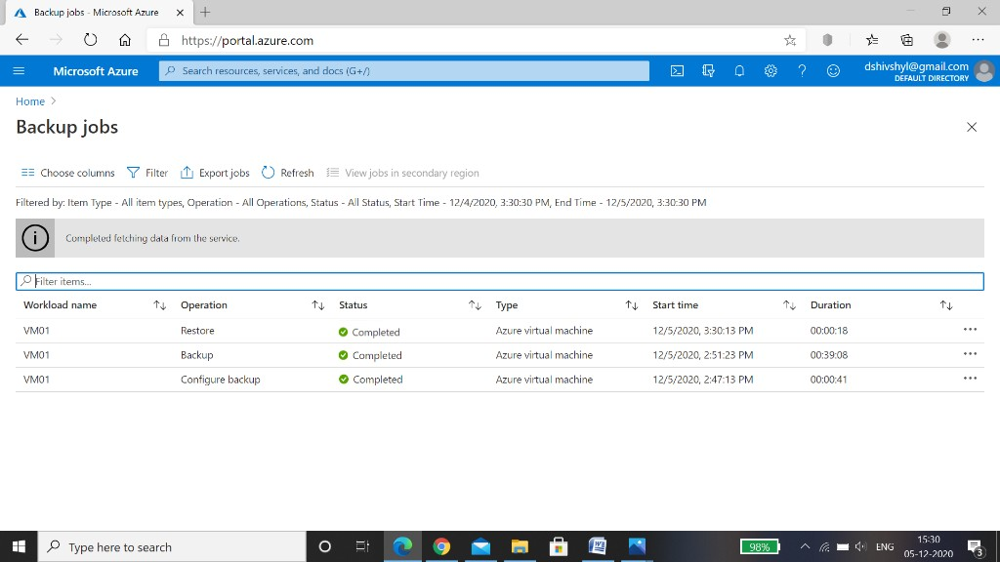 Backup jobs - Microsoft Azure
https://portal.azure.com
Microsoft Azure
Search resources, services, and docs (G+/)
dshivshyl@gmail.com
DEFAULT DIRECTORY
Home
Backup jobs
Choose columns
Filter
Export jobs
Refresh
View jobs in secondary region
Filtered by: Item Type - All item types, Operation - All Operations, Status - All Status, Start Time - 12/4/2020, 3:30:30 PM, End Time - 12/5/2020, 3:30:30 PM
Completed fetching data from the service.
Filter items...
Workload name Operation Status Type Start time Duration
VM01 Restore Completed Azure virtual machine 12/5/2020, 3:30:13 PM 00:00:18
VM01 Backup Completed Azure virtual machine 12/5/2020, 2:51:23 PM 00:39:08
VM01 Configure backup Completed Azure virtual machine 12/5/2020, 2:47:13 PM 00:00:41
Type here to search
98%
ENG
15:30
05-12-2020
3